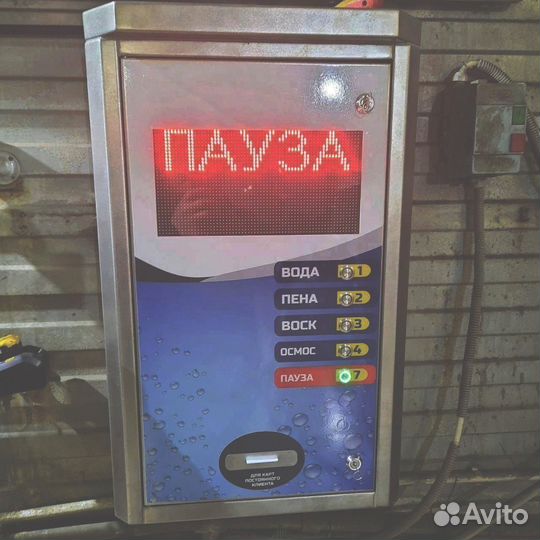 ПАУЗА
ВОДА 1
ПЕНА 2
ВОСК 3
ОСМОС 4
ПАУЗА 7
ДЛЯ КАРТ
ПОСТОЯННОГО
КЛИЕНТА
Avito